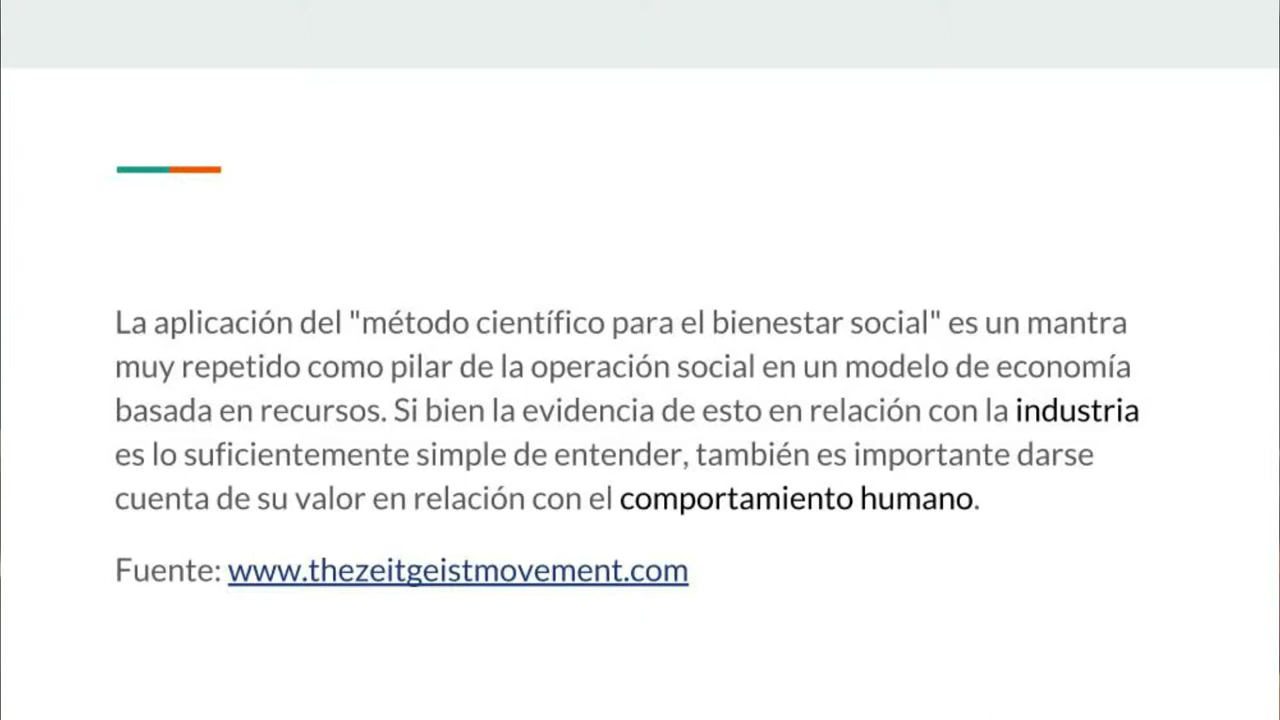 La aplicación del "método científico para el bienestar social" es un mantra
muy repetido como pilar de la operación social en un modelo de economía
basada en recursos. Si bien la evidencia de esto en relación con la industria
es lo suficientemente simple de entender, también es importante darse
cuenta de su valor en relación con el comportamiento humano.
Fuente: www.thezeitgeistmovement.com